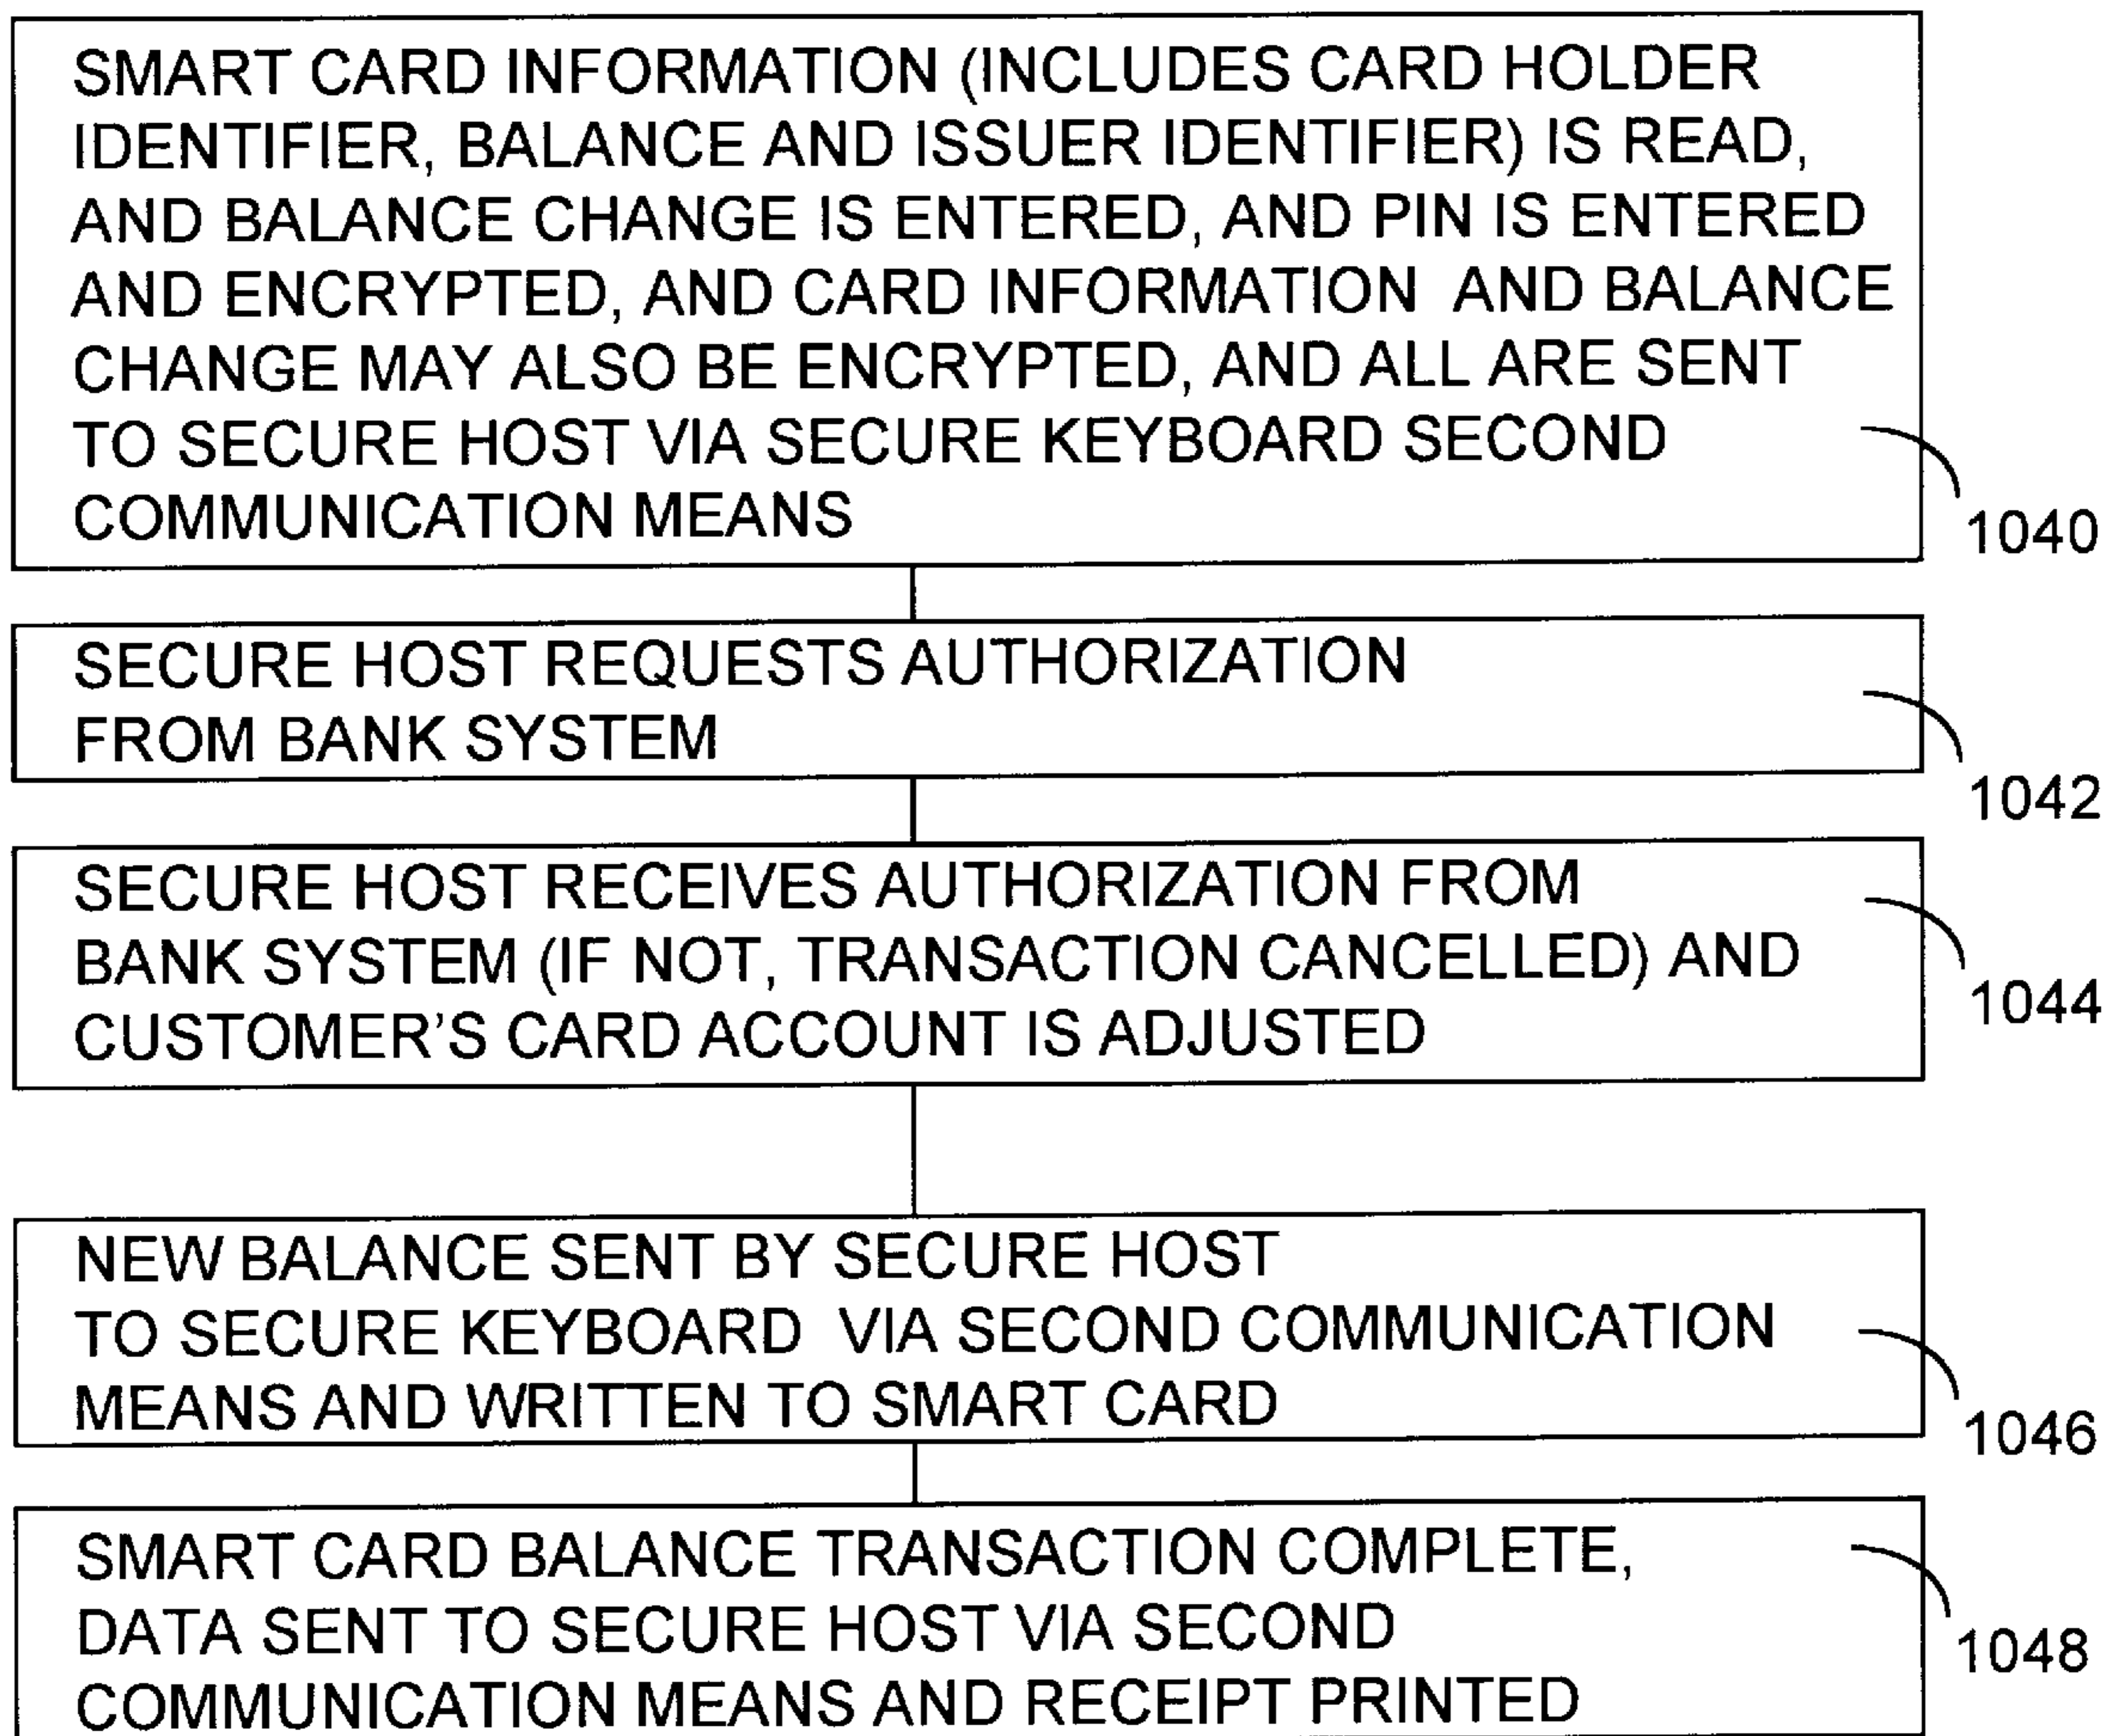 SMART CARD INFORMATION (INCLUDES CARD HOLDER
IDENTIFIER, BALANCE AND ISSUER IDENTIFIER) IS READ,
AND BALANCE CHANGE IS ENTERED, AND PIN IS ENTERED
AND ENCRYPTED, AND CARD INFORMATION AND BALANCE
CHANGE MAY ALSO BE ENCRYPTED, AND ALL ARE SENT
TO SECURE HOST VIA SECURE KEYBOARD SECOND
COMMUNICATION MEANS
1040
SECURE HOST REQUESTS AUTHORIZATION
FROM BANK SYSTEM
1042
SECURE HOST RECEIVES AUTHORIZATION FROM
BANK SYSTEM (IF NOT, TRANSACTION CANCELLED) AND
CUSTOMER'S CARD ACCOUNT IS ADJUSTED
1044
NEW BALANCE SENT BY SECURE HOST
TO SECURE KEYBOARD VIA SECOND COMMUNICATION
MEANS AND WRITTEN TO SMART CARD
1046
SMART CARD BALANCE TRANSACTION COMPLETE,
DATA SENT TO SECURE HOST VIA SECOND
COMMUNICATION MEANS AND RECEIPT PRINTED
1048